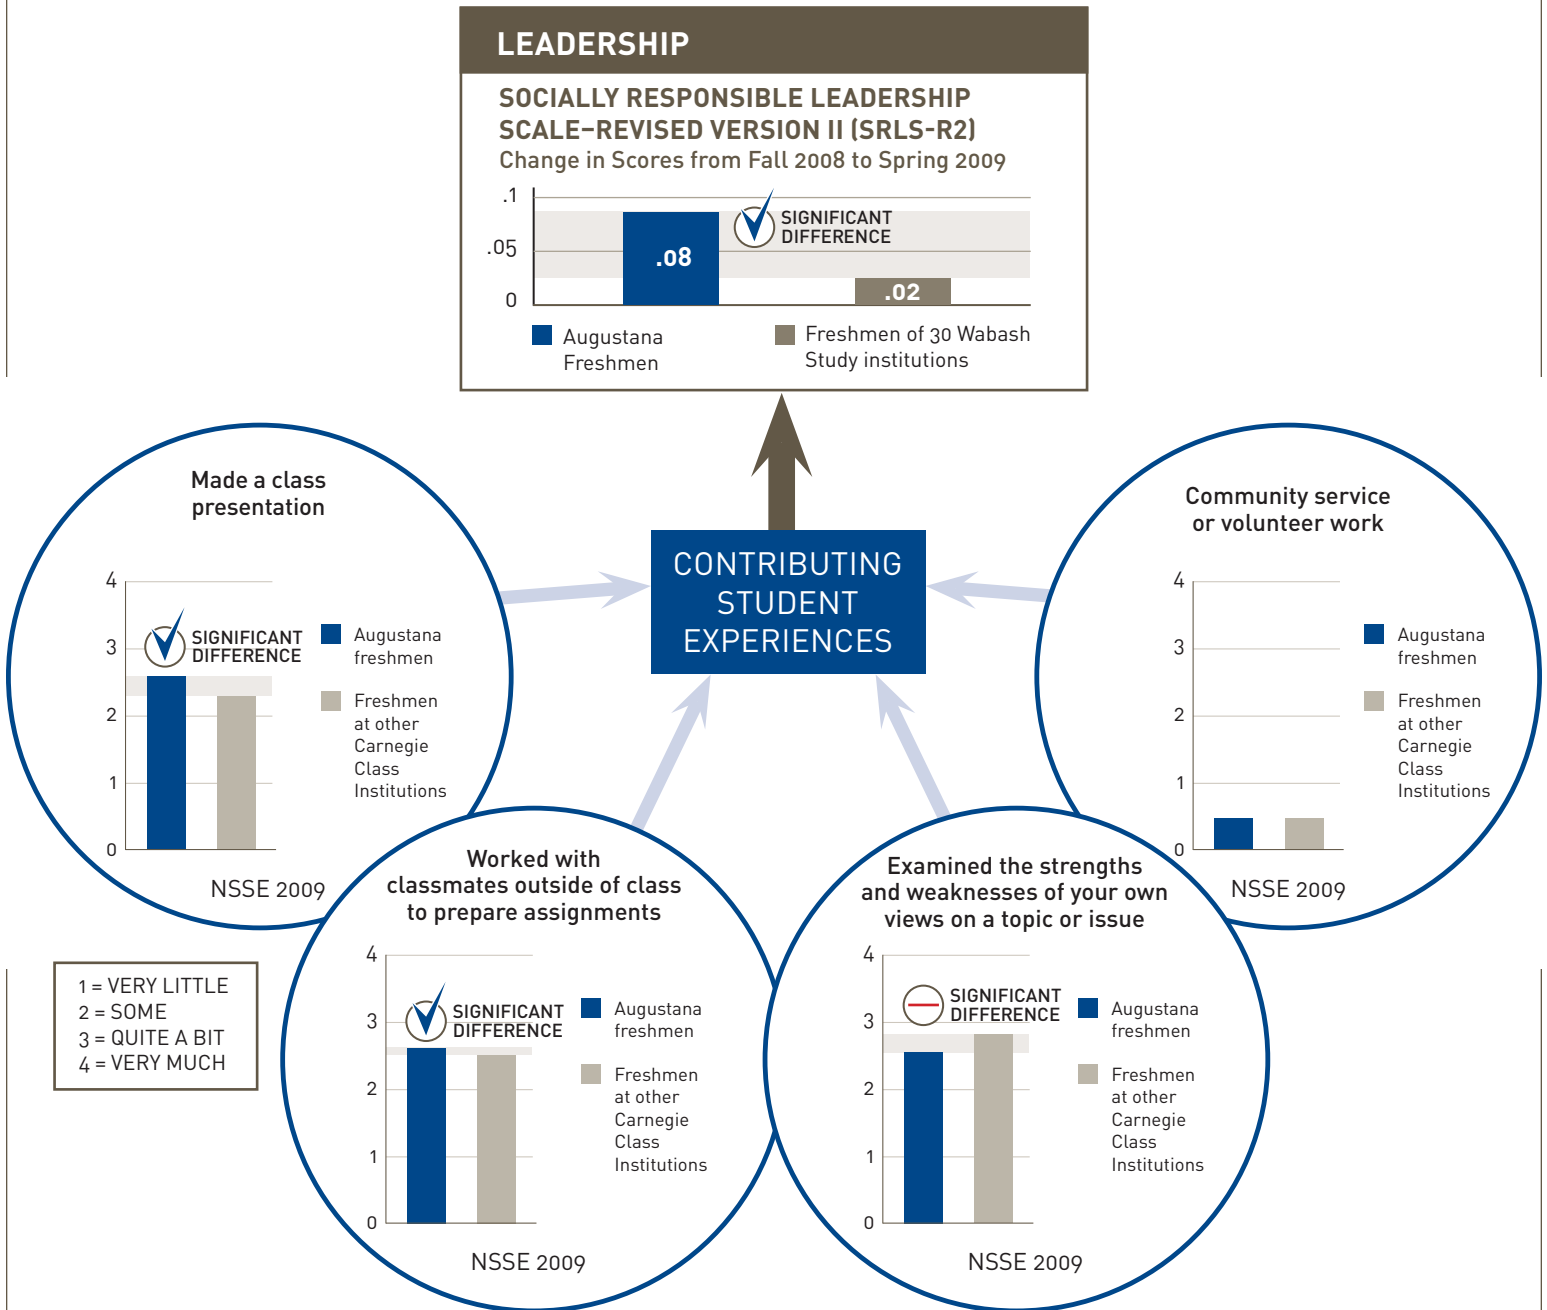 LEADERSHIP
SOCIALLY RESPONSIBLE LEADERSHIP
SCALE–REVISED VERSION II (SRLS-R2)
Change in Scores from Fall 2008 to Spring 2009
.1
.05
0
.08
SIGNIFICANT
DIFFERENCE
.02
Augustana
Freshmen
Freshmen of 30 Wabash
Study institutions
CONTRIBUTING
STUDENT
EXPERIENCES
Made a class
presentation
4
3
2
1
0
SIGNIFICANT
DIFFERENCE
Augustana
freshmen
Freshmen
at other
Carnegie
Class
Institutions
NSSE 2009
Community service
or volunteer work
4
3
2
1
0
Augustana
freshmen
Freshmen
at other
Carnegie
Class
Institutions
NSSE 2009
Worked with
classmates outside of class
to prepare assignments
4
3
2
1
0
SIGNIFICANT
DIFFERENCE
Augustana
freshmen
Freshmen
at other
Carnegie
Class
Institutions
NSSE 2009
Examined the strengths
and weaknesses of your own
views on a topic or issue
4
3
2
1
0
SIGNIFICANT
DIFFERENCE
Augustana
freshmen
Freshmen
at other
Carnegie
Class
Institutions
NSSE 2009
1 = VERY LITTLE
2 = SOME
3 = QUITE A BIT
4 = VERY MUCH